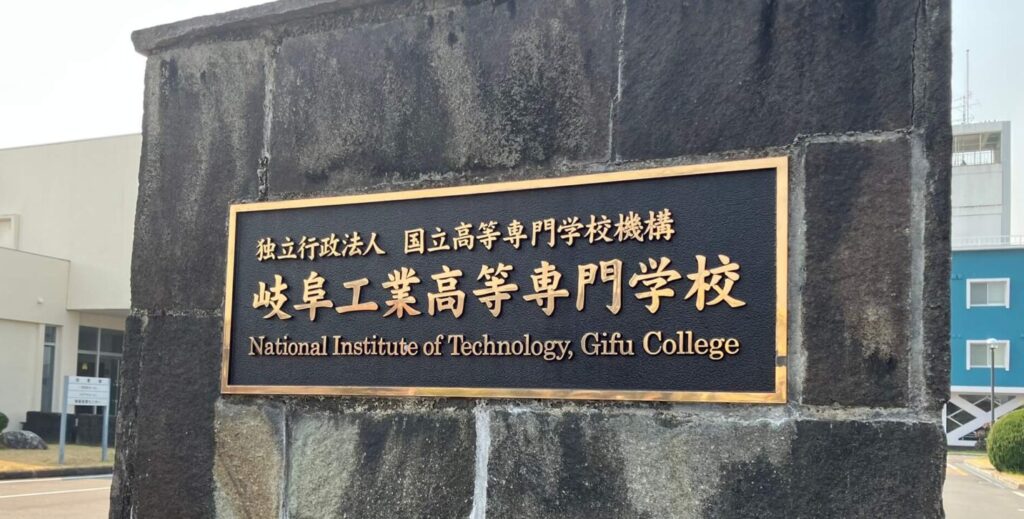 独立行政法人 国立高等専門学校機構
岐阜工業高等専門学校
National Institute of Technology, Gifu College